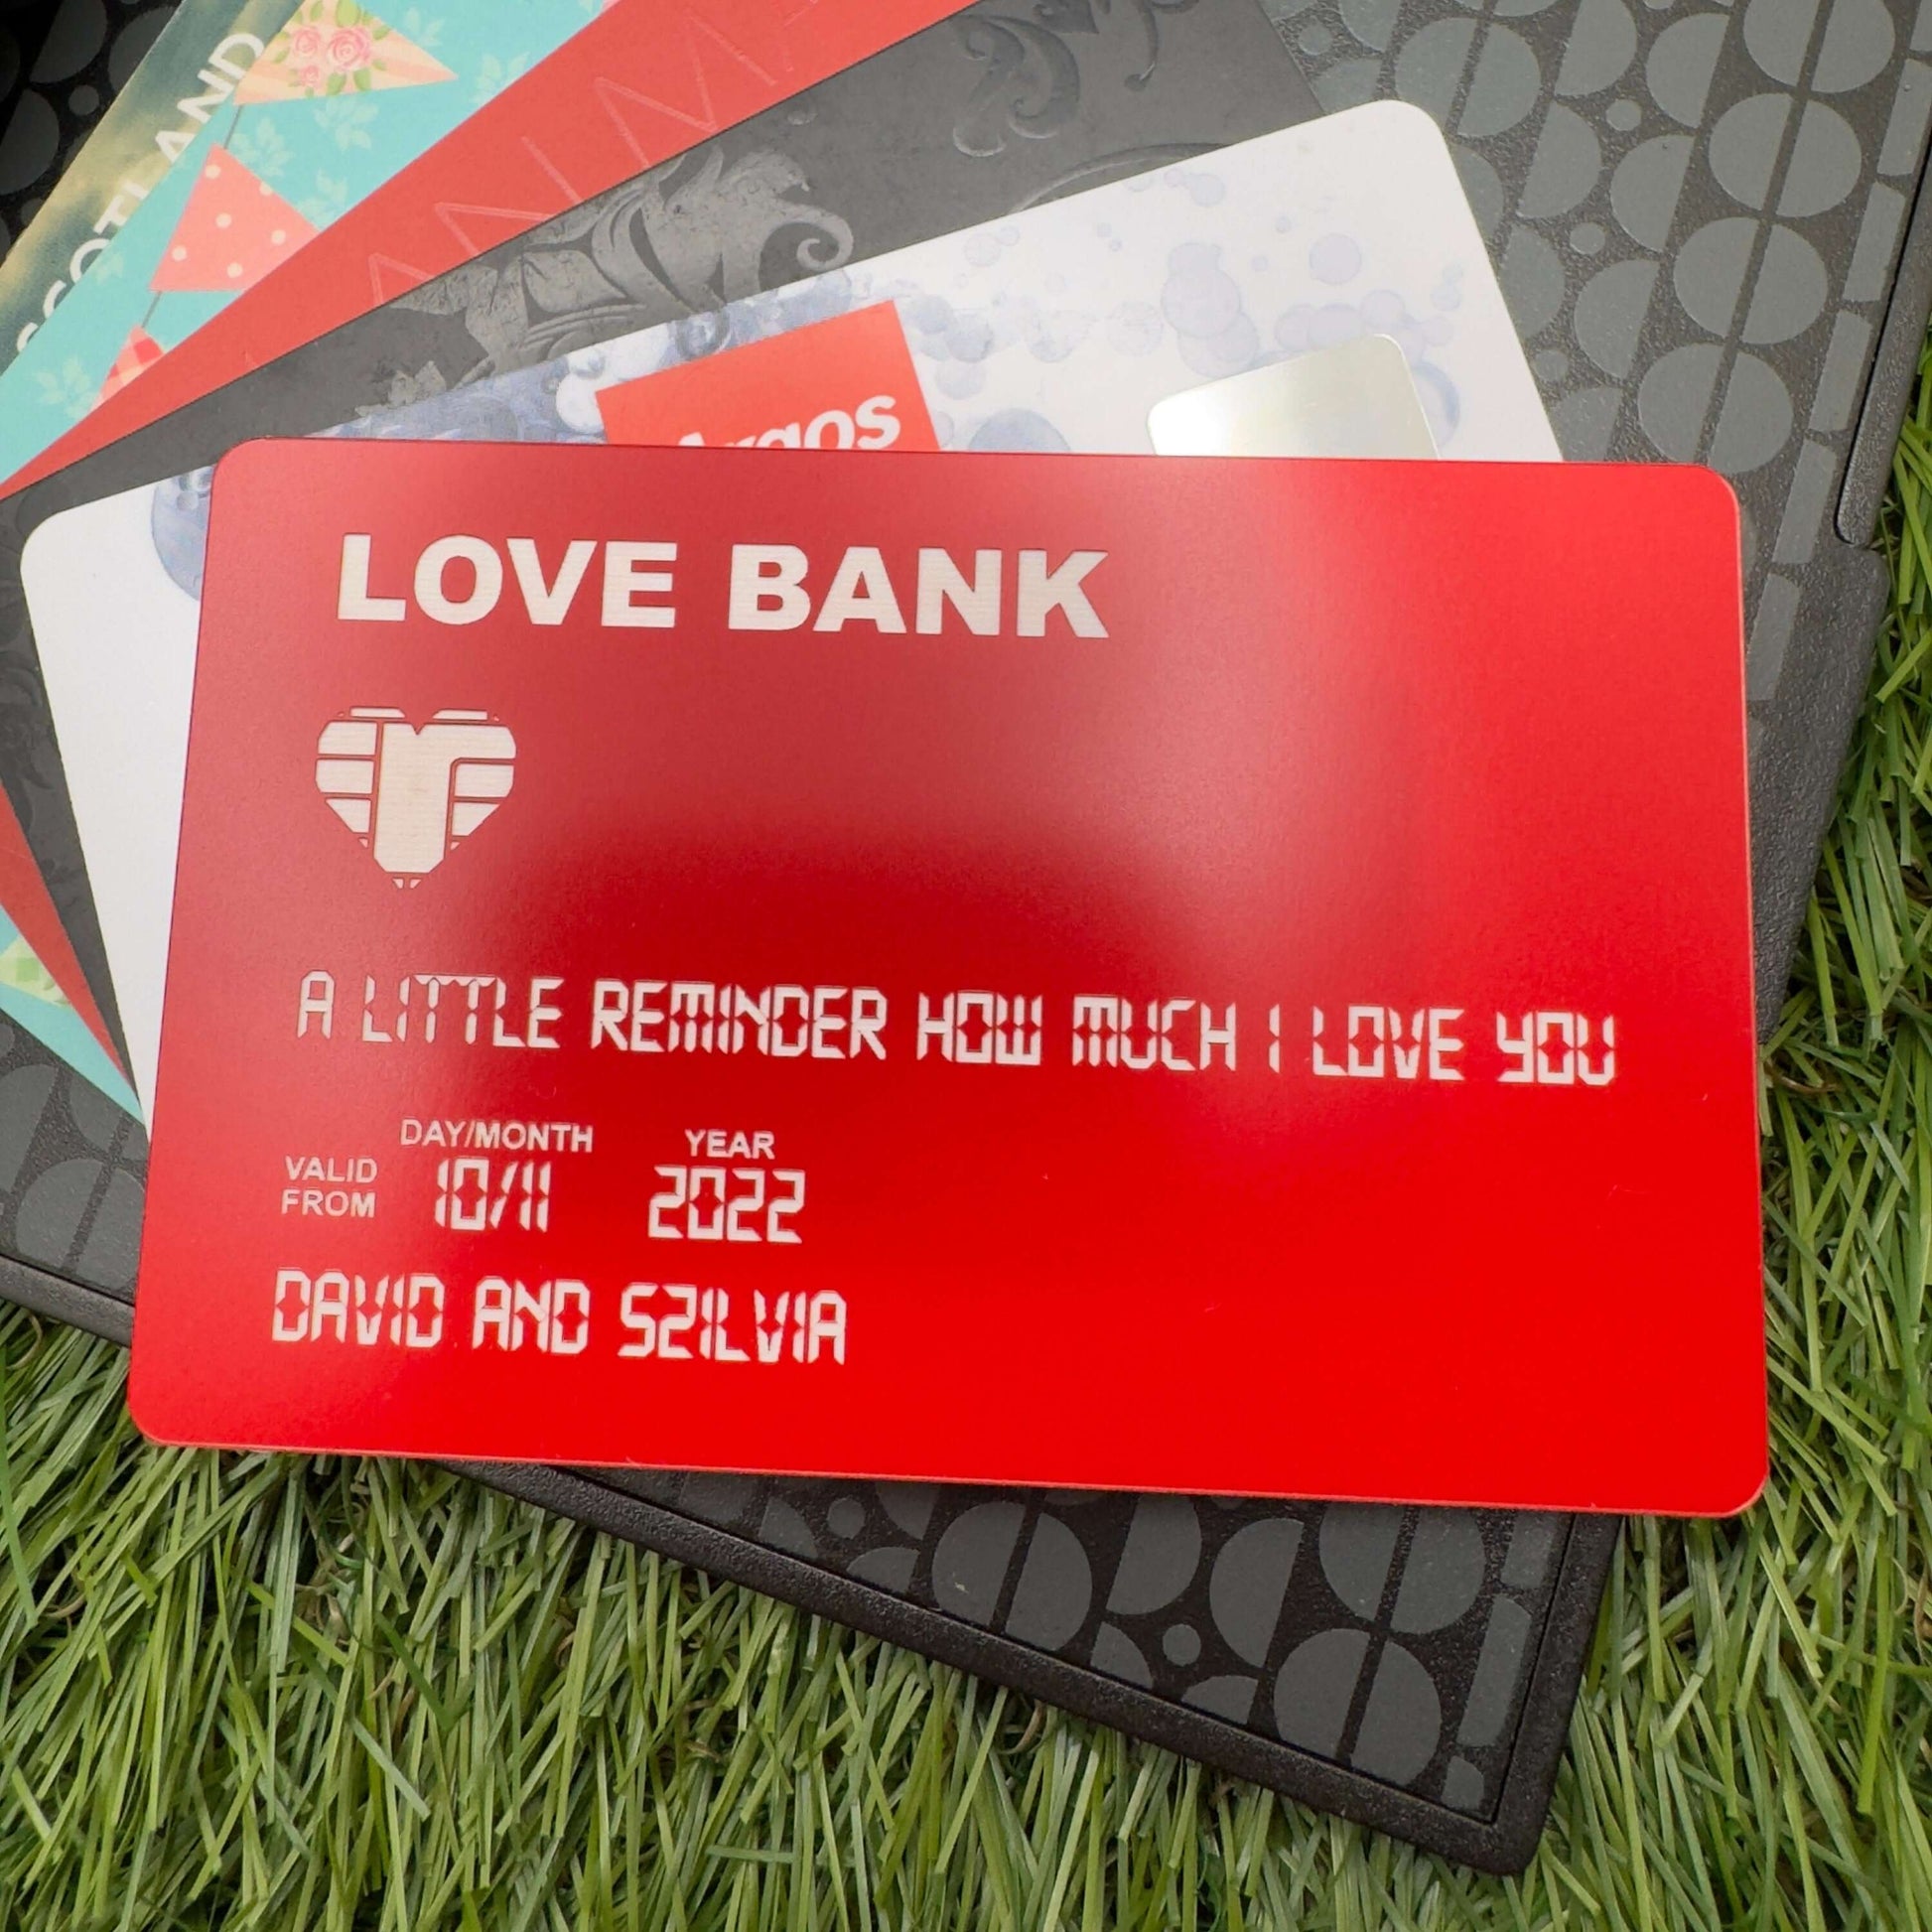 SCOTLAND
Argos
LOVE BANK
A LITTLE REMINDER HOW MUCH I LOVE YOU
DAY/MONTH YEAR
VALID FROM 10/11 2022
DAVID AND SZILVIA